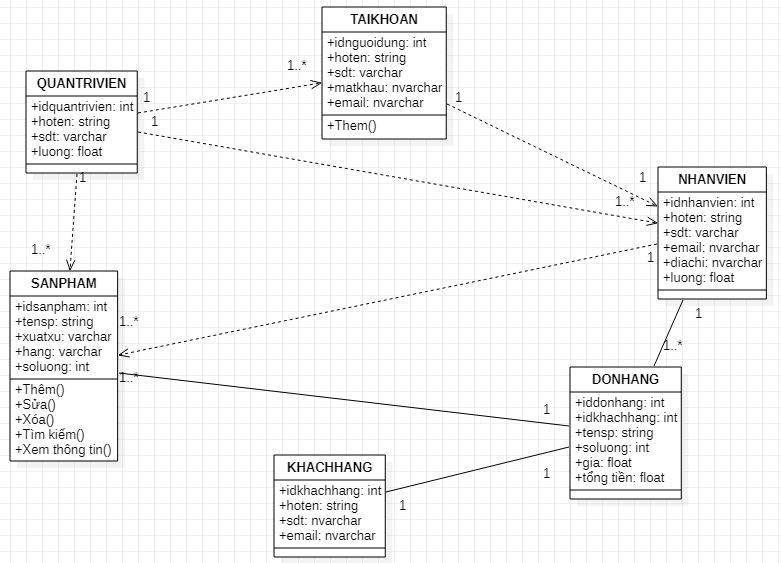 TAIKHOAN
+idnguoidung: int
+hoten: string
+sdt: varchar
+matkhau: nvarchar
+email: nvarchar
+Them()
QUANTRIVIEN
+idquantrivien: int
+hoten: string
+sdt: varchar
+luong: float
1
1..*
1
1
1
1..*
1
1..*
NHANVIEN
+idnhanvien: int
+hoten: string
+sdt: varchar
+email: nvarchar
+diachi: nvarchar
+luong: float
1
1..*
1
1..*
SANPHAM
+idsanpham: int
+tensp: string
+xuatxu: varchar
+hang: varchar
+soluong: int
+Thêm()
+Sửa()
+Xóa()
+Tìm kiếm()
+Xem thông tin()
1..*
1
DONHANG
+iddonhang: int
+idkhachhang: int
+tensp: string
+soluong: int
+gia: float
+tổng tiền: float
1
1
KHACHHANG
+idkhachhang: int
+hoten: string
+sdt: nvarchar
+email: nvarchar